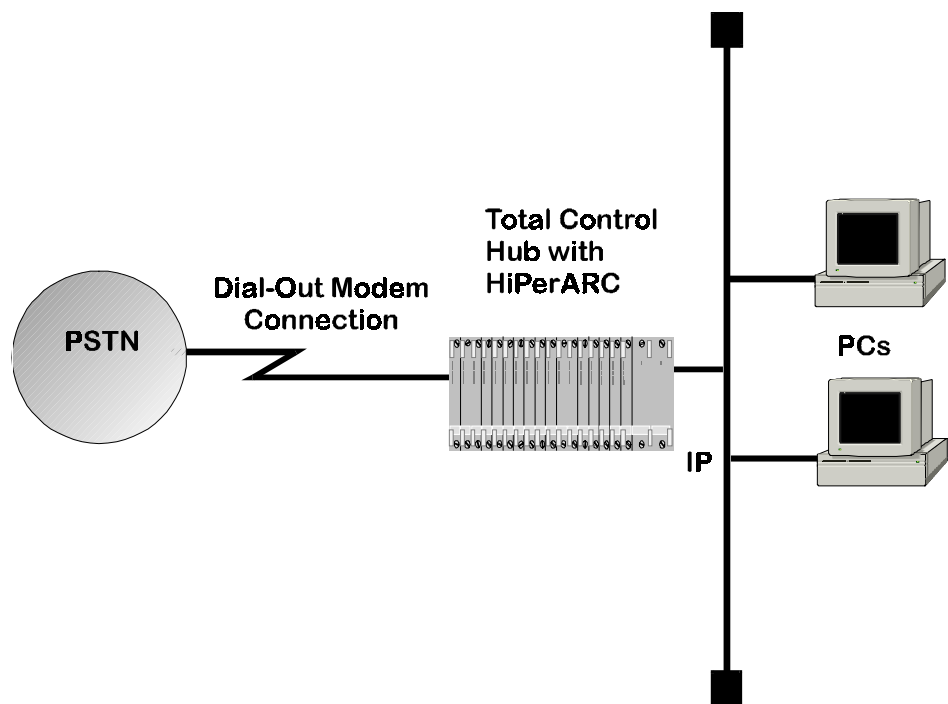 Total Control
Hub with
HiPerARC
Dial-Out Modem
Connection
PSTN
PCs
IP